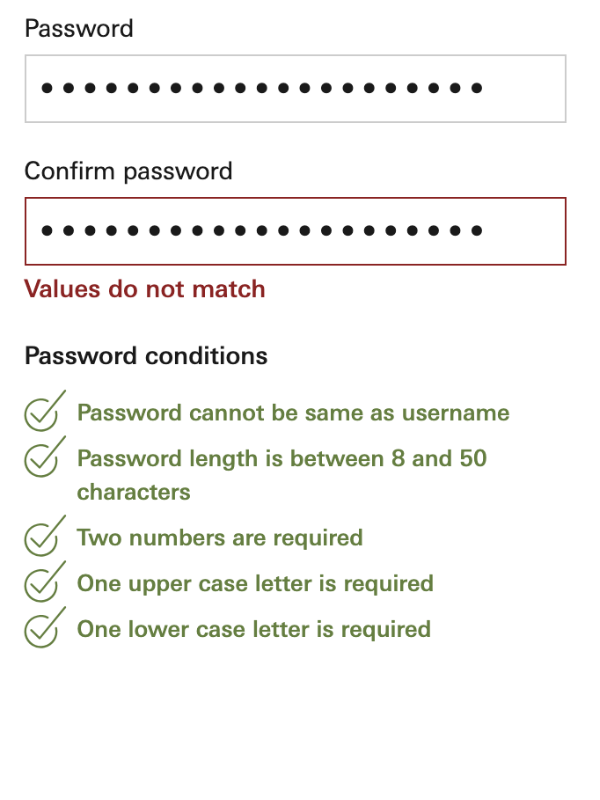 Password
Confirm password
Values do not match
Password conditions
Password cannot be same as username
Password length is between 8 and 50
characters
Two numbers are required
One upper case letter is required
One lower case letter is required